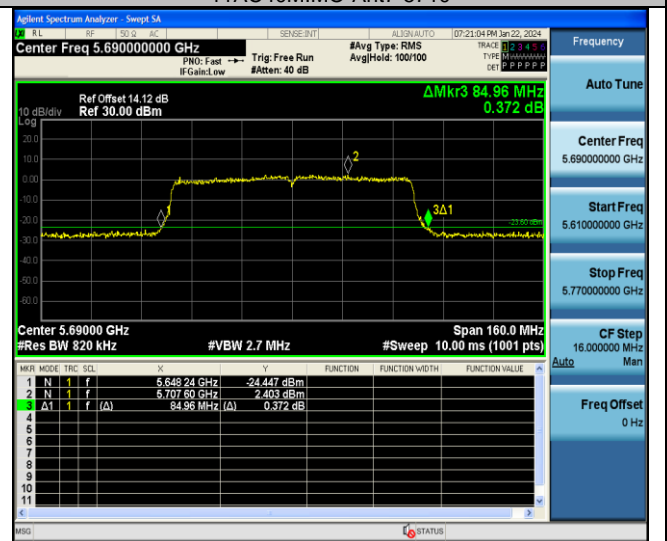 Agilent Spectrum Analyzer - Swept SA
RL RF 50 Ω AC SENSE:INT ALIGNAUTO 07:21:04 PM Jan 22, 2024
Center Freq 5.690000000 GHz #Avg Type: RMS TRACE 1 2 3 4 5 6
PNO: Fast Trig: Free Run Avg|Hold: 100/100 TYPE M
IFGain:Low #Atten: 40 dB DET P P P P P P
ΔMkr3 84.96 MHz
0.372 dB
Ref Offset 14.12 dB
10 dB/div Ref 30.00 dBm
Log
20.0
10.0
0.00
-10.0
-20.0
-30.0
-40.0
-50.0
-60.0
1
2
3Δ1
-23.60 dBm
Center 5.69000 GHz Span 160.0 MHz
#Res BW 820 kHz #VBW 2.7 MHz #Sweep 10.00 ms (1001 pts)
MKR MODE TRC SCL X Y FUNCTION FUNCTION WIDTH FUNCTION VALUE
1 N 1 f 5.648 24 GHz -24.447 dBm
2 N 1 f 5.707 60 GHz 2.403 dBm
3 Δ1 1 f (Δ) 84.96 MHz (Δ) 0.372 dB
4
5
6
7
8
9
10
11
MSG STATUS
Frequency
Auto Tune
Center Freq
5.690000000 GHz
Start Freq
5.610000000 GHz
Stop Freq
5.770000000 GHz
CF Step
16.000000 MHz
Auto Man
Freq Offset
0 Hz